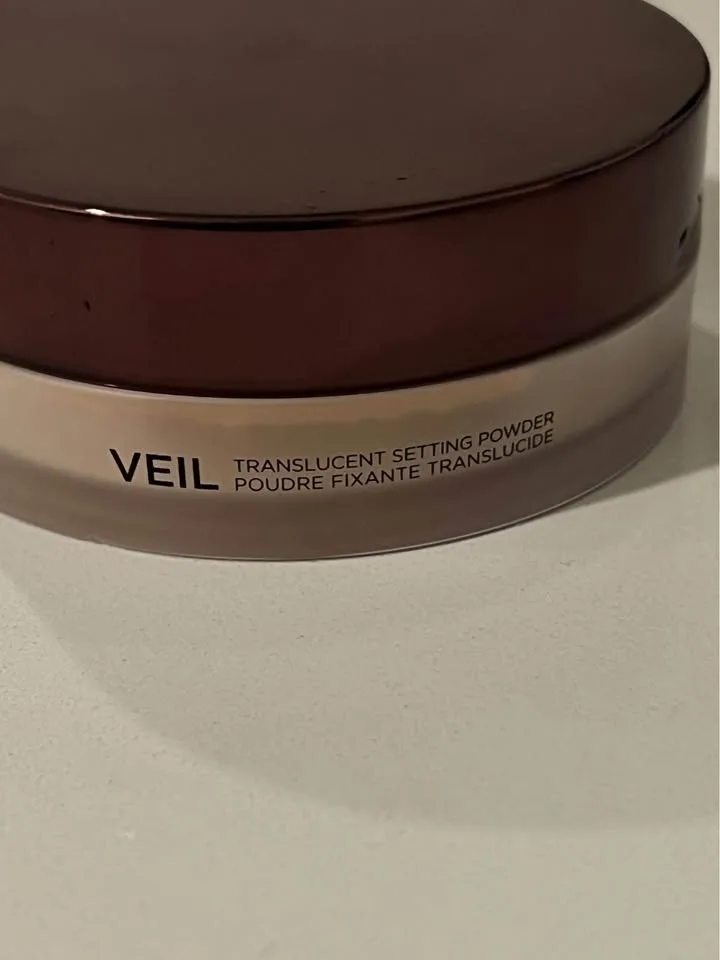 VEIL
TRANSLUCENT SETTING POWDER
POUDRE FIXANTE TRANSLUCIDE